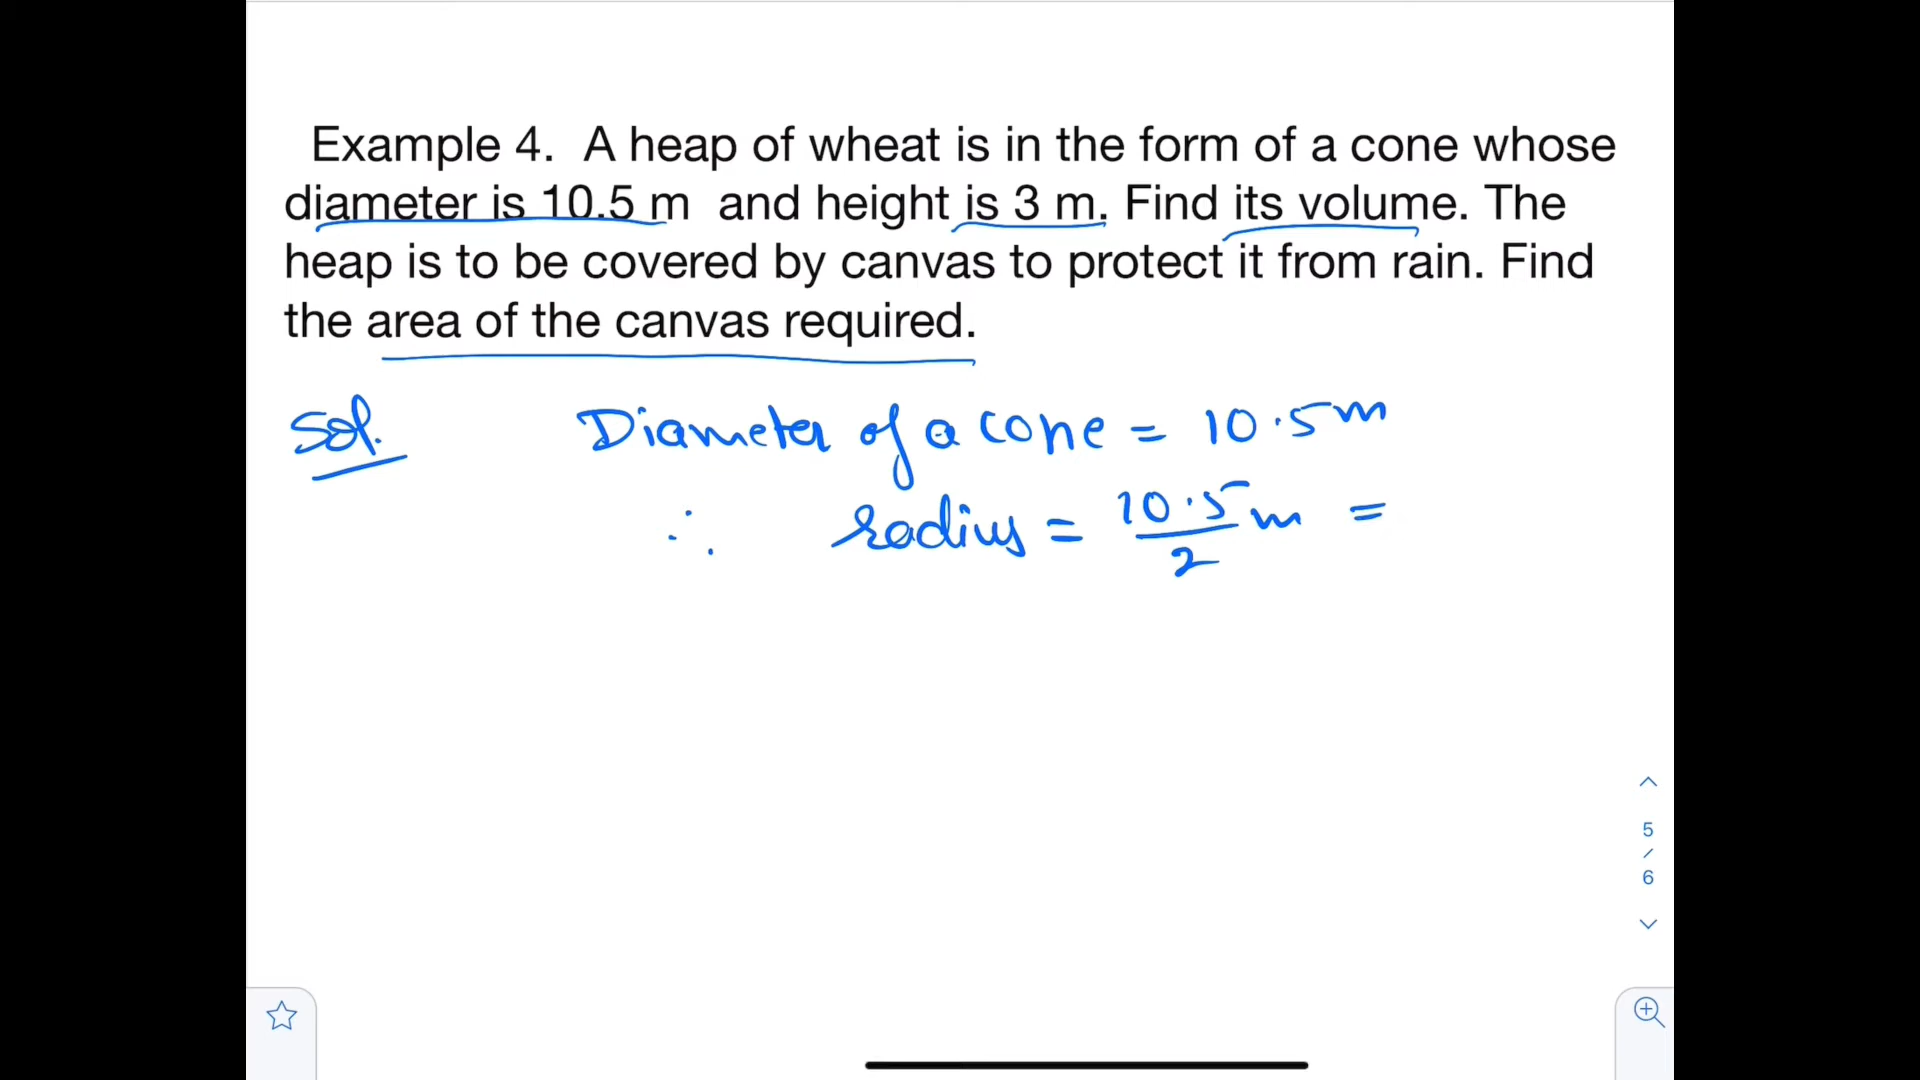 Example 4. A heap of wheat is in the form of a cone whose
diameter is 10.5 m and height is 3 m. Find its volume. The
heap is to be covered by canvas to protect it from rain. Find
the area of the canvas required.
Sol. Diameter of a cone = 10.5 m
∴ radius = 10.5/2 m =
5
/
6